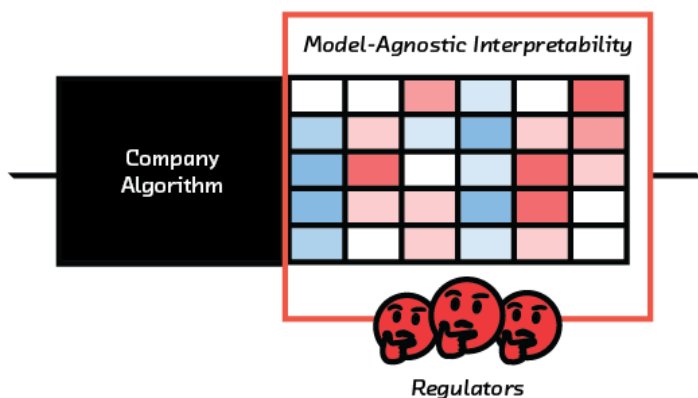 Model-Agnostic Interpretability
Company
Algorithm
Regulators